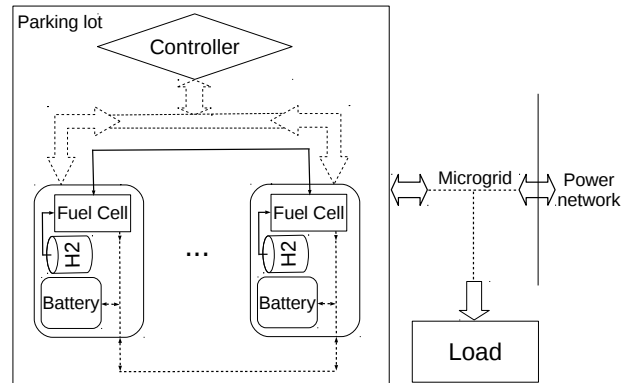 Parking lot
Controller
Fuel Cell
H2
Battery
...
Fuel Cell
H2
Battery
Microgrid
Power
network
Load